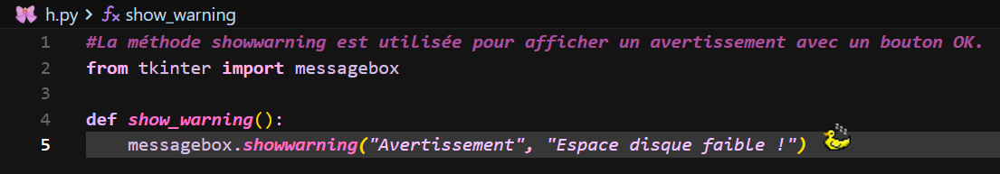 h.py > show_warning
1 #La méthode showwarning est utilisée pour afficher un avertissement avec un bouton OK.
2 from tkinter import messagebox
3
4 def show_warning():
5     messagebox.showwarning("Avertissement", "Espace disque faible !")